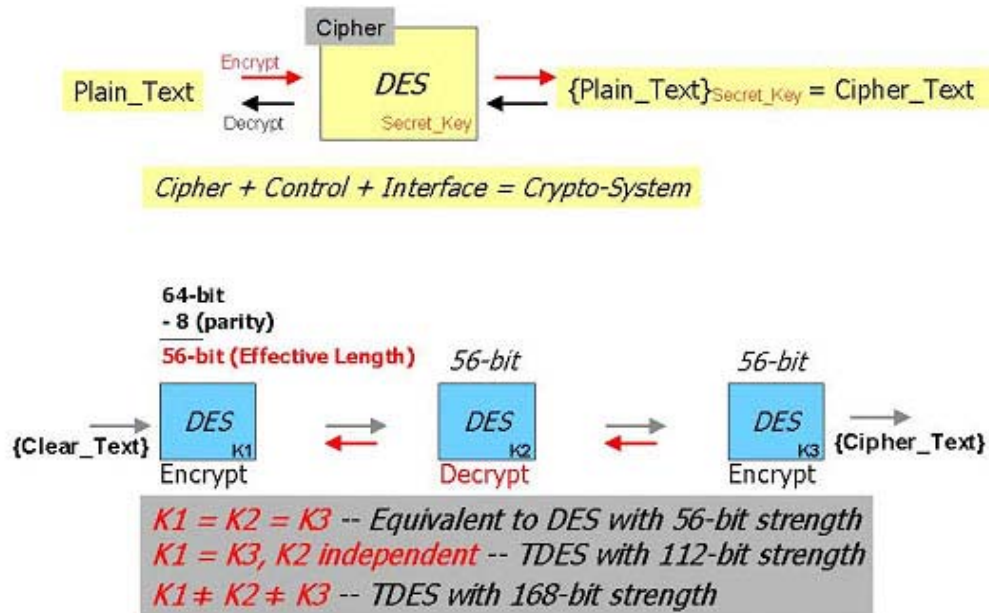 Cipher
Encrypt
Plain_Text
Decrypt
DES
Secret_Key
{Plain_Text}Secret_Key = Cipher_Text
Cipher + Control + Interface = Crypto-System
64-bit
- 8 (parity)
56-bit (Effective Length)
56-bit
56-bit
{Clear_Text}
DES
K1
Encrypt
DES
K2
Decrypt
DES
K3
Encrypt
{Cipher_Text}
K1 = K2 = K3 -- Equivalent to DES with 56-bit strength
K1 = K3, K2 independent -- TDES with 112-bit strength
K1 ≠ K2 ≠ K3 -- TDES with 168-bit strength